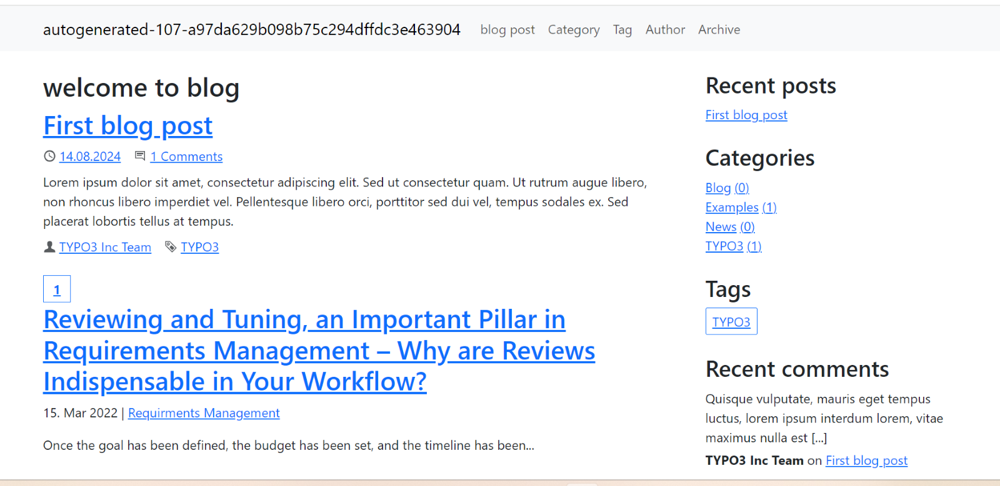 autogenerated-107-a97da629b098b75c294dffdc3e463904 blog post Category Tag Author Archive
welcome to blog
First blog post
14.08.2024 1 Comments
Lorem ipsum dolor sit amet, consectetur adipiscing elit. Sed ut consectetur quam. Ut rutrum augue libero,
non rhoncus libero imperdiet vel. Pellentesque libero orci, porttitor sed dui vel, tempus sodales ex. Sed
placerat lobortis tellus at tempus.
TYPO3 Inc Team TYPO3
1
Reviewing and Tuning, an Important Pillar in
Requirements Management – Why are Reviews
Indispensable in Your Workflow?
15. Mar 2022 | Requirments Management
Once the goal has been defined, the budget has been set, and the timeline has been...
Recent posts
First blog post
Categories
Blog (0)
Examples (1)
News (0)
TYPO3 (1)
Tags
TYPO3
Recent comments
Quisque vulputate, mauris eget tempus
luctus, lorem ipsum interdum lorem, vitae
maximus nulla est [...]
TYPO3 Inc Team on First blog post